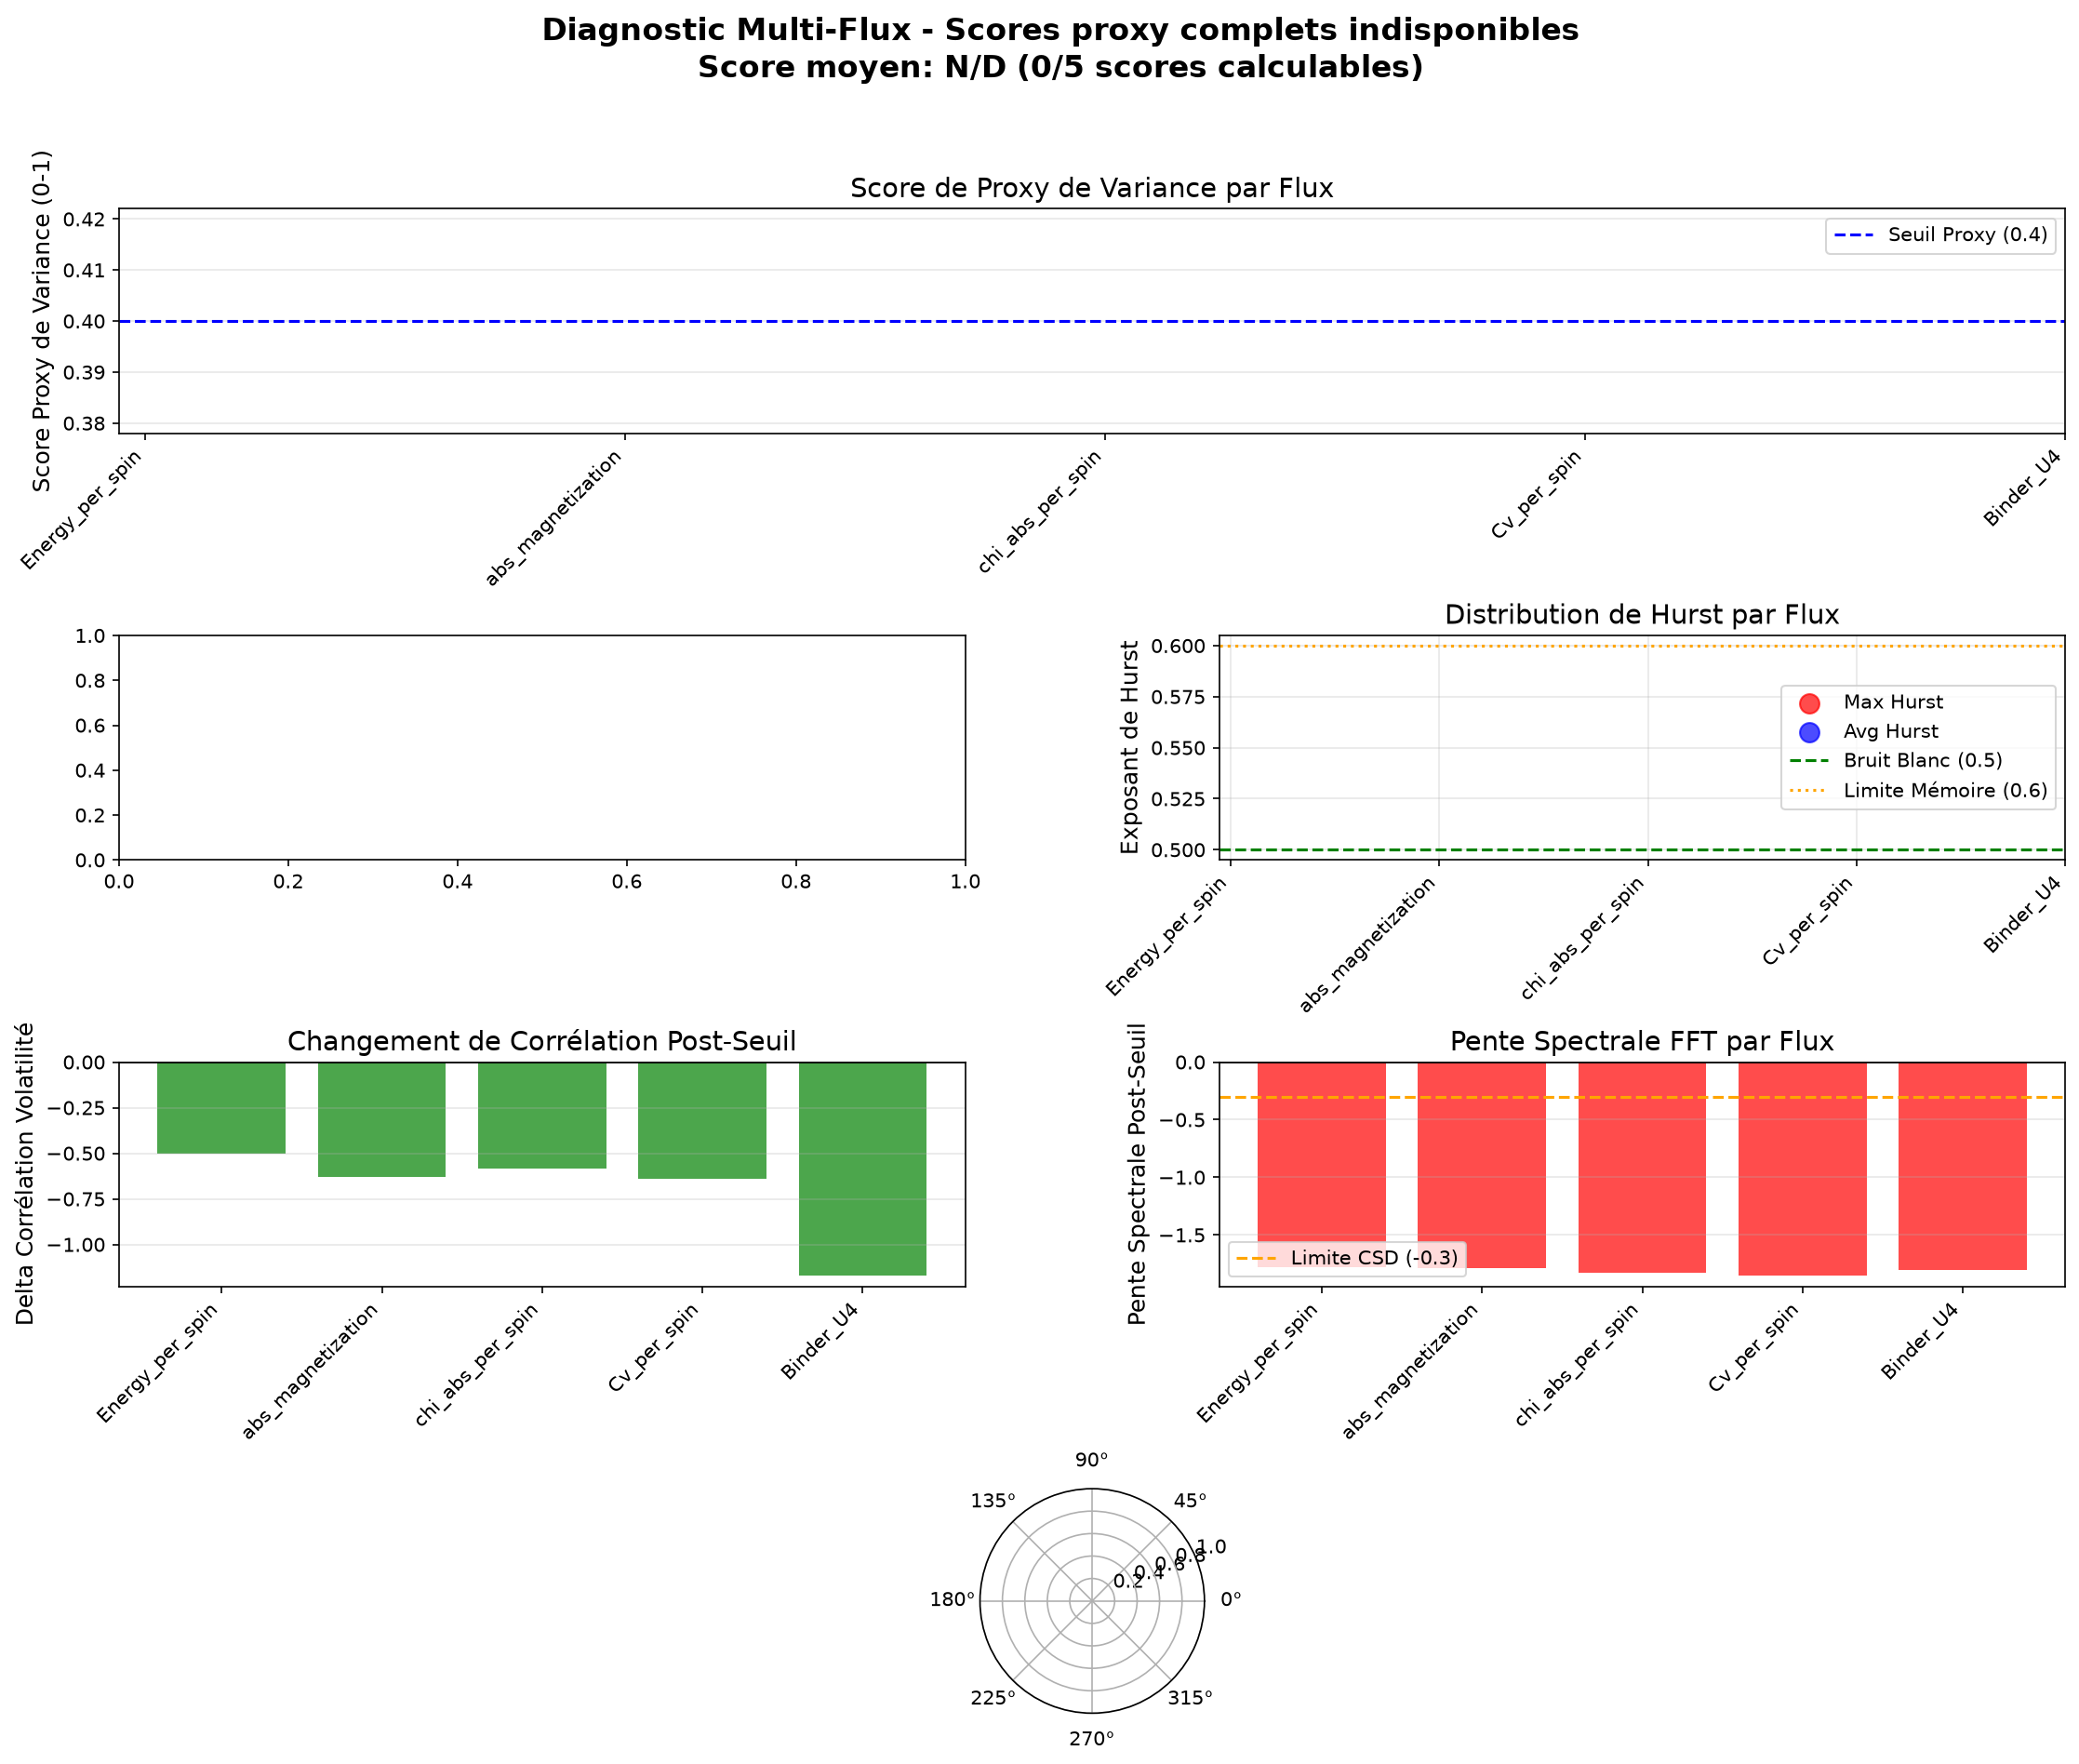 Diagnostic Multi-Flux - Scores proxy complets indisponibles
Score moyen: N/D (0/5 scores calculables)
Score de Proxy de Variance par Flux
Score Proxy de Variance (0-1)
0.42
0.41
0.40
0.39
0.38
Seuil Proxy (0.4)
Energy_per_spin
abs_magnetization
chi_abs_per_spin
Cv_per_spin
Binder_U4
1.0
0.8
0.6
0.4
0.2
0.0
0.0
0.2
0.4
0.6
0.8
1.0
Distribution de Hurst par Flux
Exposant de Hurst
0.600
0.575
0.550
0.525
0.500
Max Hurst
Avg Hurst
Bruit Blanc (0.5)
Limite Mémoire (0.6)
Energy_per_spin
abs_magnetization
chi_abs_per_spin
Cv_per_spin
Binder_U4
Changement de Corrélation Post-Seuil
Delta Corrélation Volatilité
0.00
−0.25
−0.50
−0.75
−1.00
Energy_per_spin
abs_magnetization
chi_abs_per_spin
Cv_per_spin
Binder_U4
Pente Spectrale FFT par Flux
Pente Spectrale Post-Seuil
0.0
−0.5
−1.0
−1.5
Limite CSD (-0.3)
Energy_per_spin
abs_magnetization
chi_abs_per_spin
Cv_per_spin
Binder_U4
90°
135°
45°
1.0
0.8
0.6
0.4
0.2
180°
0°
225°
315°
270°